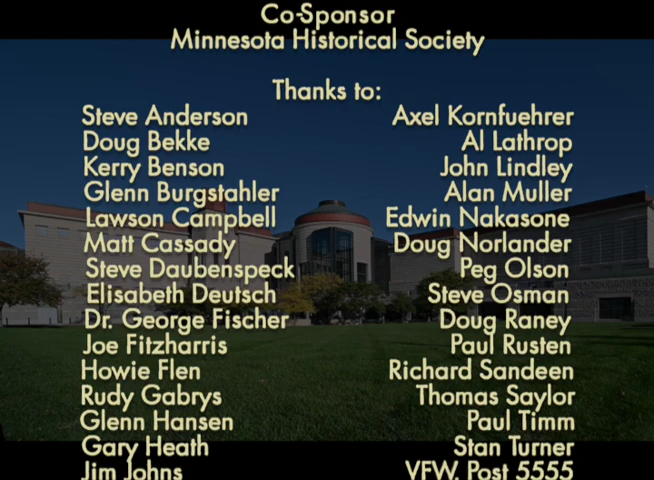 Co-Sponsor
Minnesota Historical Society
Thanks to:
Steve Anderson Axel Kornfuehrer
Doug Bekke Al Lathrop
Kerry Benson John Lindley
Glenn Burgstahler Alan Muller
Lawson Campbell Edwin Nakasone
Matt Cassady Doug Norlander
Steve Daubenspeck Peg Olson
Elisabeth Deutsch Steve Osman
Dr. George Fischer Doug Raney
Joe Fitzharris Paul Rusten
Howie Flen Richard Sandeen
Rudy Gabrys Thomas Saylor
Glenn Hansen Paul Timm
Gary Heath Stan Turner
Jim Johns VFW, Post 5555